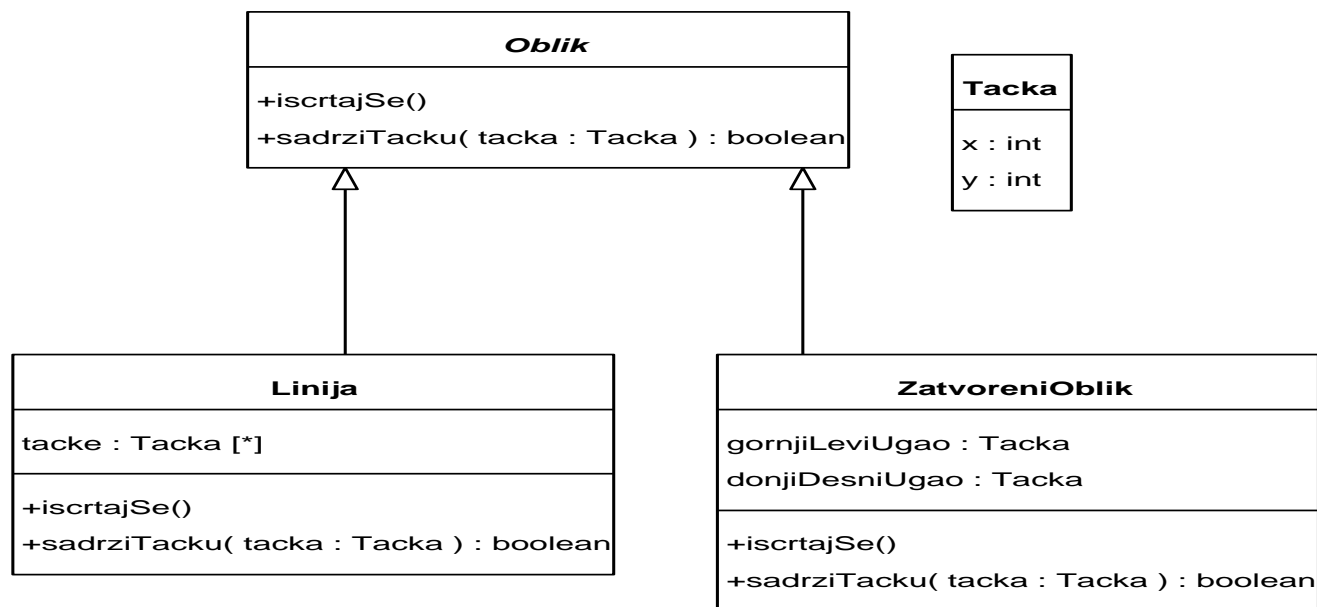 Oblik
+iscrtajSe()
+sadrziTacku( tacka : Tacka ) : boolean
Tacka
x : int
y : int
Linija
tacke : Tacka [*]
+iscrtajSe()
+sadrziTacku( tacka : Tacka ) : boolean
ZatvoreniOblik
gornjiLeviUgao : Tacka
donjiDesniUgao : Tacka
+iscrtajSe()
+sadrziTacku( tacka : Tacka ) : boolean